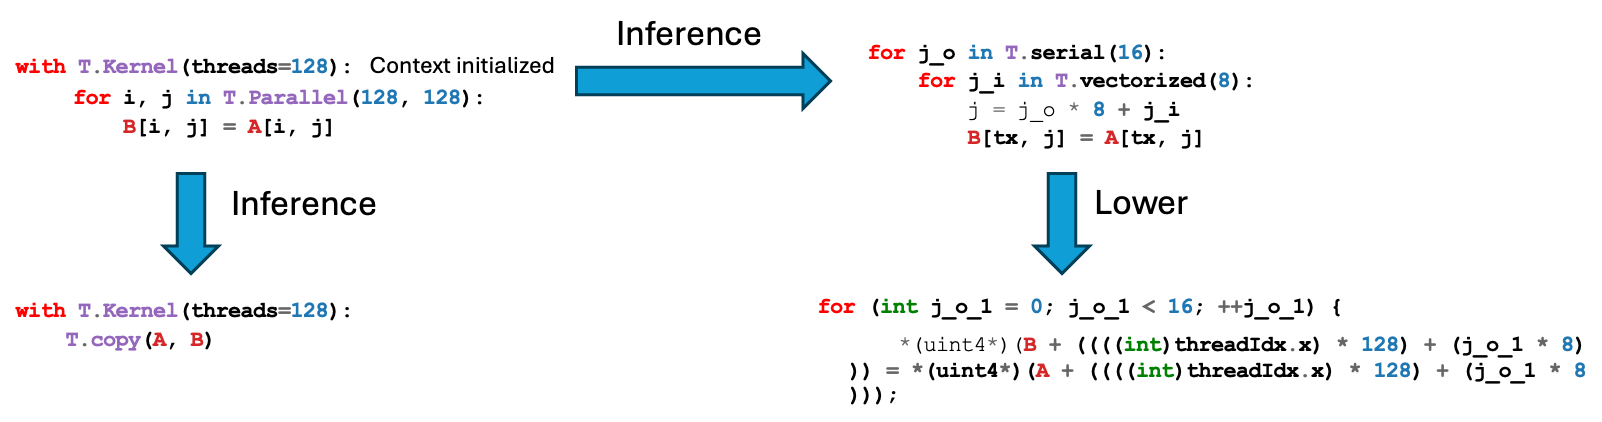 with T.Kernel(threads=128): Context initialized
for i, j in T.Parallel(128, 128):
B[i, j] = A[i, j]
Inference
for j_o in T.serial(16):
for j_i in T.vectorized(8):
j = j_o * 8 + j_i
B[tx, j] = A[tx, j]
Inference
Lower
with T.Kernel(threads=128):
T.copy(A, B)
for (int j_o_1 = 0; j_o_1 < 16; ++j_o_1) {
*(uint4*)(B + ((((int)threadIdx.x) * 128) + (j_o_1 * 8)
)) = *(uint4*)(A + ((((int)threadIdx.x) * 128) + (j_o_1 * 8
)));